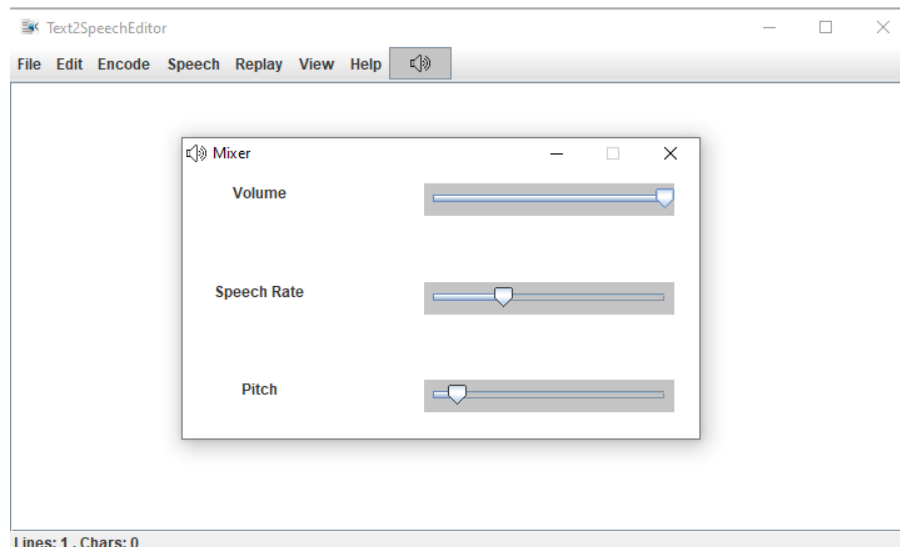 Text2SpeechEditor
File Edit Encode Speech Replay View Help
Mixer
Volume
Speech Rate
Pitch
Lines: 1 , Chars: 0